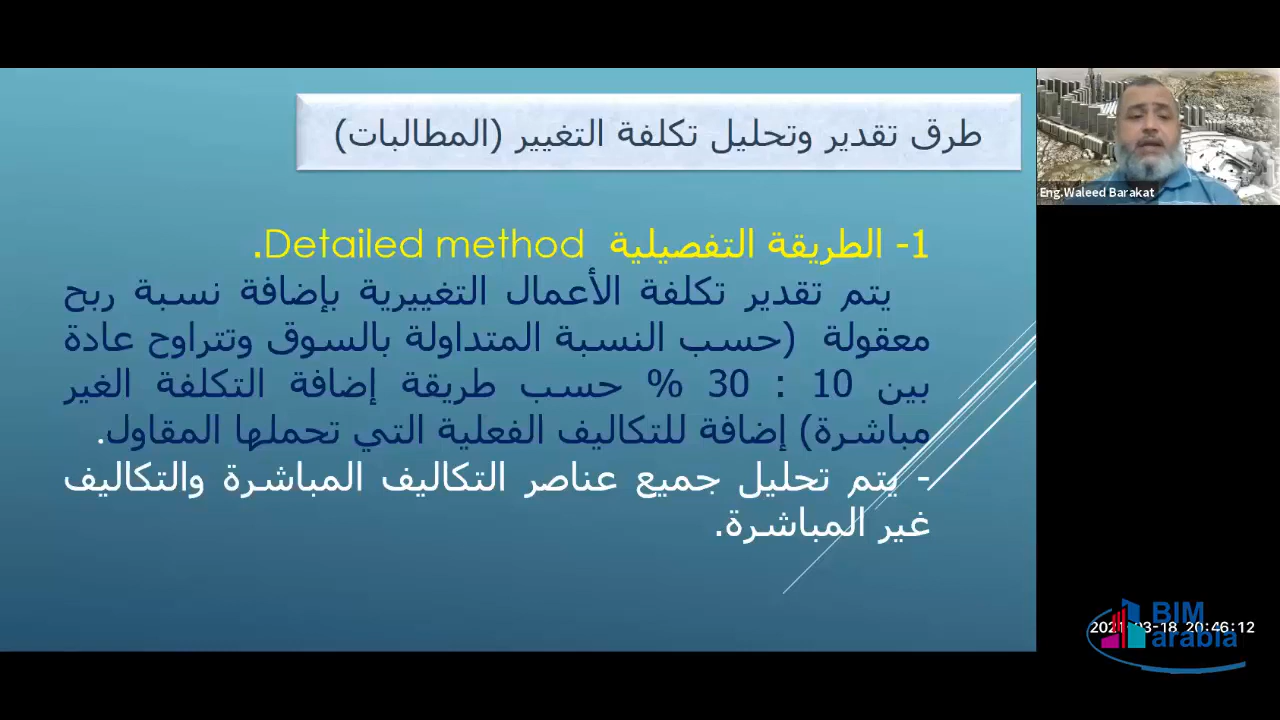 طرق تقدير وتحليل تكلفة التغيير (المطالبات)
1- الطريقة التفصيلية Detailed method.
يتم تقدير تكلفة الأعمال التغييرية بإضافة نسبة ربح
معقولة (حسب النسبة المتداولة بالسوق وتتراوح عادة
بين 10 : 30 % حسب طريقة إضافة التكلفة الغير
مباشرة) إضافة للتكاليف الفعلية التي تحملها المقاول.
- يتم تحليل جميع عناصر التكاليف المباشرة والتكاليف
غير المباشرة.
Eng.Waleed Barakat
BIM
arabia
2021-03-18 20:46:12